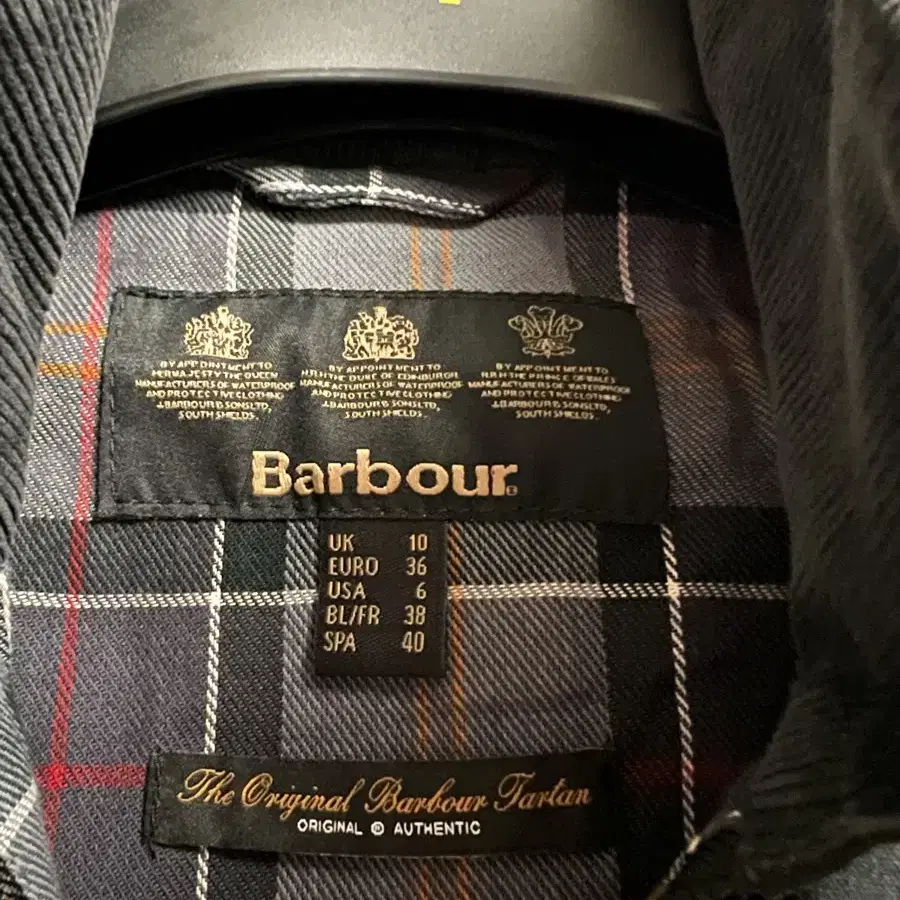 BY APPOINTMENT TO
HER MAJESTY THE QUEEN
MANUFACTURERS OF WATERPROOF
AND PROTECTIVE CLOTHING
J.BARBOUR & SONS LTD,
SOUTH SHIELDS.
BY APPOINTMENT TO
H.R.H THE DUKE OF EDINBURGH
MANUFACTURERS OF WATERPROOF
AND PROTECTIVE CLOTHING
J.BARBOUR & SONS LTD,
SOUTH SHIELDS.
BY APPOINTMENT TO
H.R.H THE PRINCE OF WALES
MANUFACTURERS OF WATERPROOF
AND PROTECTIVE CLOTHING
J.BARBOUR & SONS LTD,
SOUTH SHIELDS.
Barbour®
UK 10
EURO 36
USA 6
BL/FR 38
SPA 40
The Original Barbour Tartan
ORIGINAL ® AUTHENTIC